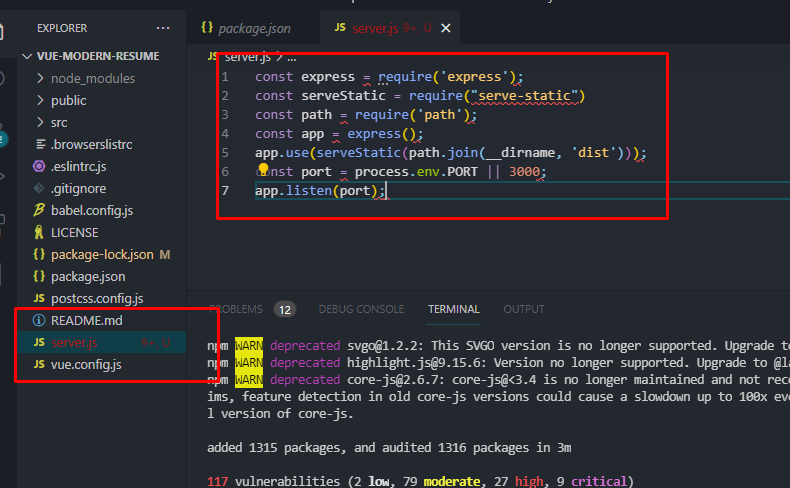 EXPLORER ...
VUE-MODERN-RESUME
node_modules
public
src
.browserslistrc
.eslintrc.js
.gitignore
babel.config.js
LICENSE
package-lock.json M
package.json
postcss.config.js
README.md
JS server.js 9+, U
JS vue.config.js
2
{} package.json
JS server.js 9+, U ×
JS server.js > ...
1 const express = require('express');
2 const serveStatic = require("serve-static")
3 const path = require('path');
4 const app = express();
5 app.use(serveStatic(path.join(__dirname, 'dist')));
6 const port = process.env.PORT || 3000;
7 app.listen(port);
PROBLEMS 12 DEBUG CONSOLE TERMINAL OUTPUT
npm WARN deprecated svgo@1.2.2: This SVGO version is no longer supported. Upgrade to
npm WARN deprecated highlight.js@9.15.6: Version no longer supported. Upgrade to @la
npm WARN deprecated core-js@2.6.7: core-js@<3.4 is no longer maintained and not rec
ims, feature detection in old core-js versions could cause a slowdown up to 100x eve
l version of core-js.
added 1315 packages, and audited 1316 packages in 3m
117 vulnerabilities (2 low, 79 moderate, 27 high, 9 critical)